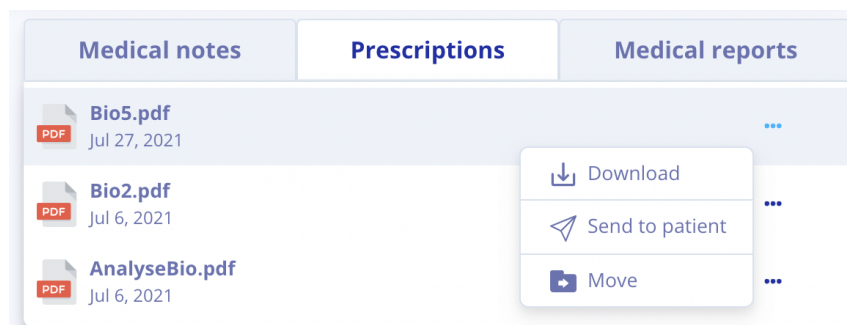 Medical notes Prescriptions Medical reports
PDF Bio5.pdf
Jul 27, 2021
Download
PDF Bio2.pdf
Jul 6, 2021
Send to patient
PDF AnalyseBio.pdf
Jul 6, 2021
Move